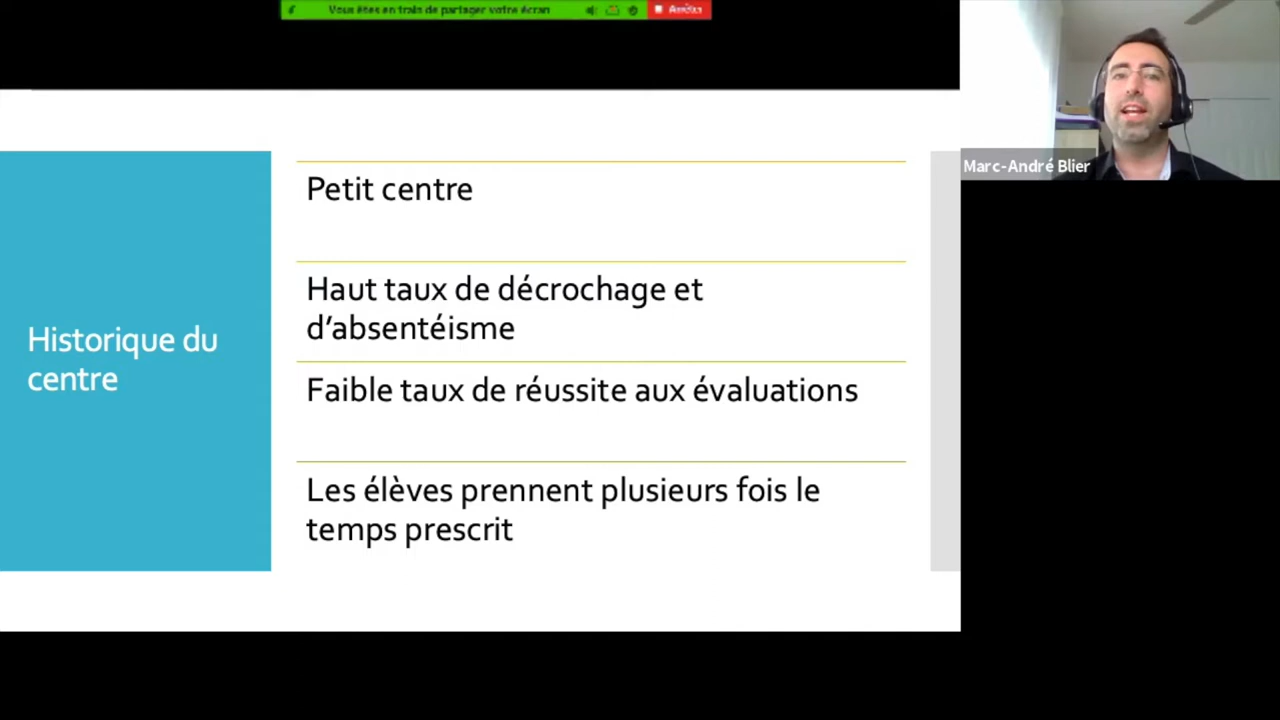 Vous êtes en train de partager votre écran
Arrêter
Marc-André Blier
Historique du
centre
Petit centre
Haut taux de décrochage et
d’absentéisme
Faible taux de réussite aux évaluations
Les élèves prennent plusieurs fois le
temps prescrit